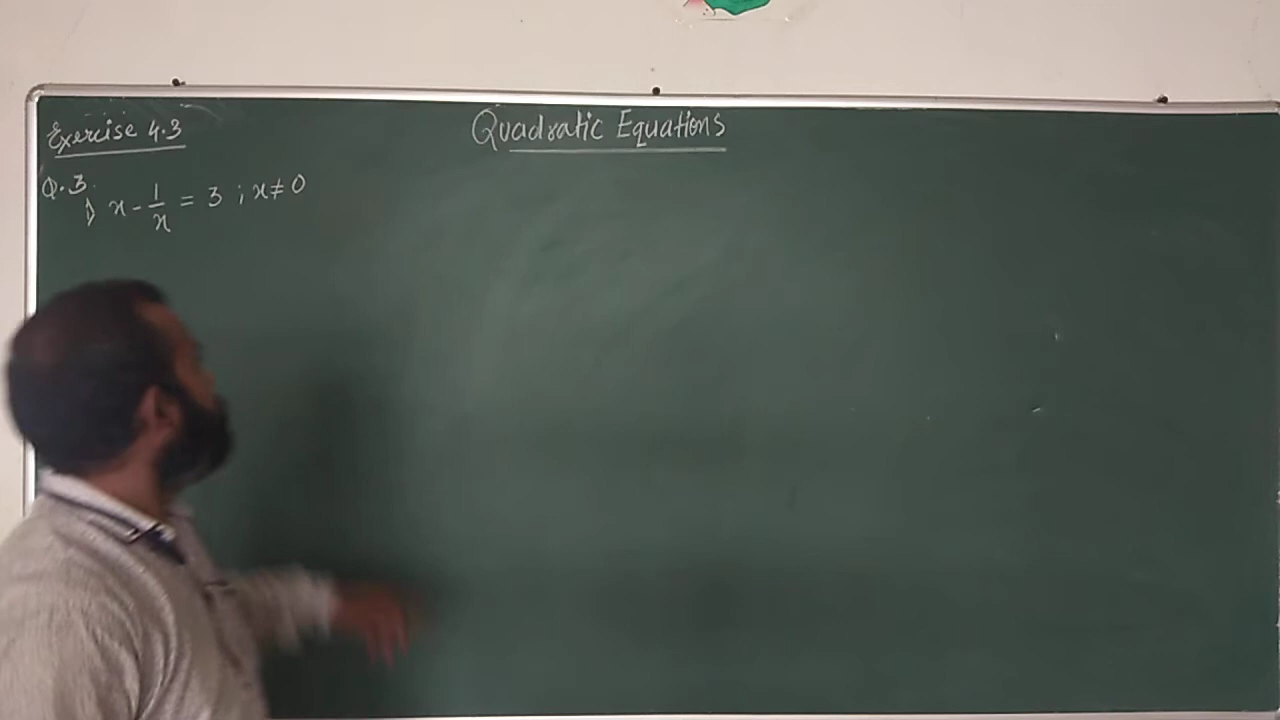 Quadratic Equations
Exercise 4.3
Q.3.
i) x - 1/x = 3 ; x ≠ 0